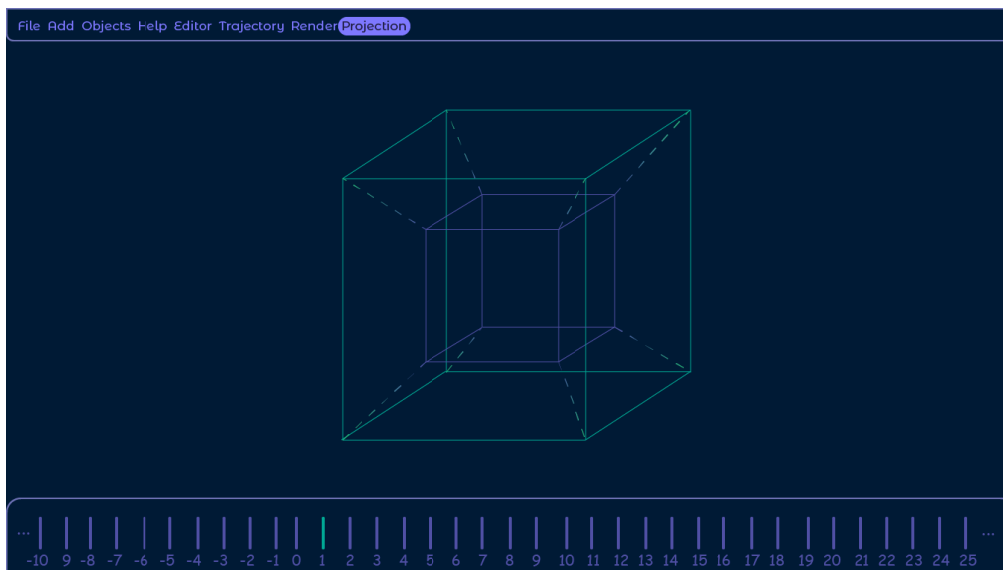 File Add Objects Help Editor Trajectory Render Projection
... -10 9 -8 -7 -6 -5 -4 -3 -2 -1 0 1 2 3 4 5 6 7 8 9 10 11 12 13 14 15 16 17 18 19 20 21 22 23 24 25 ...